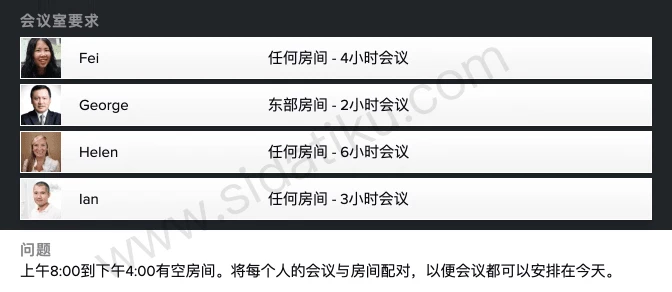 会议室要求
Fei 任何房间 - 4小时会议
George 东部房间 - 2小时会议
Helen 任何房间 - 6小时会议
Ian 任何房间 - 3小时会议
www.sidatiku.com
问题
上午8:00到下午4:00有空房间。将每个人的会议与房间配对，以便会议都可以安排在今天。